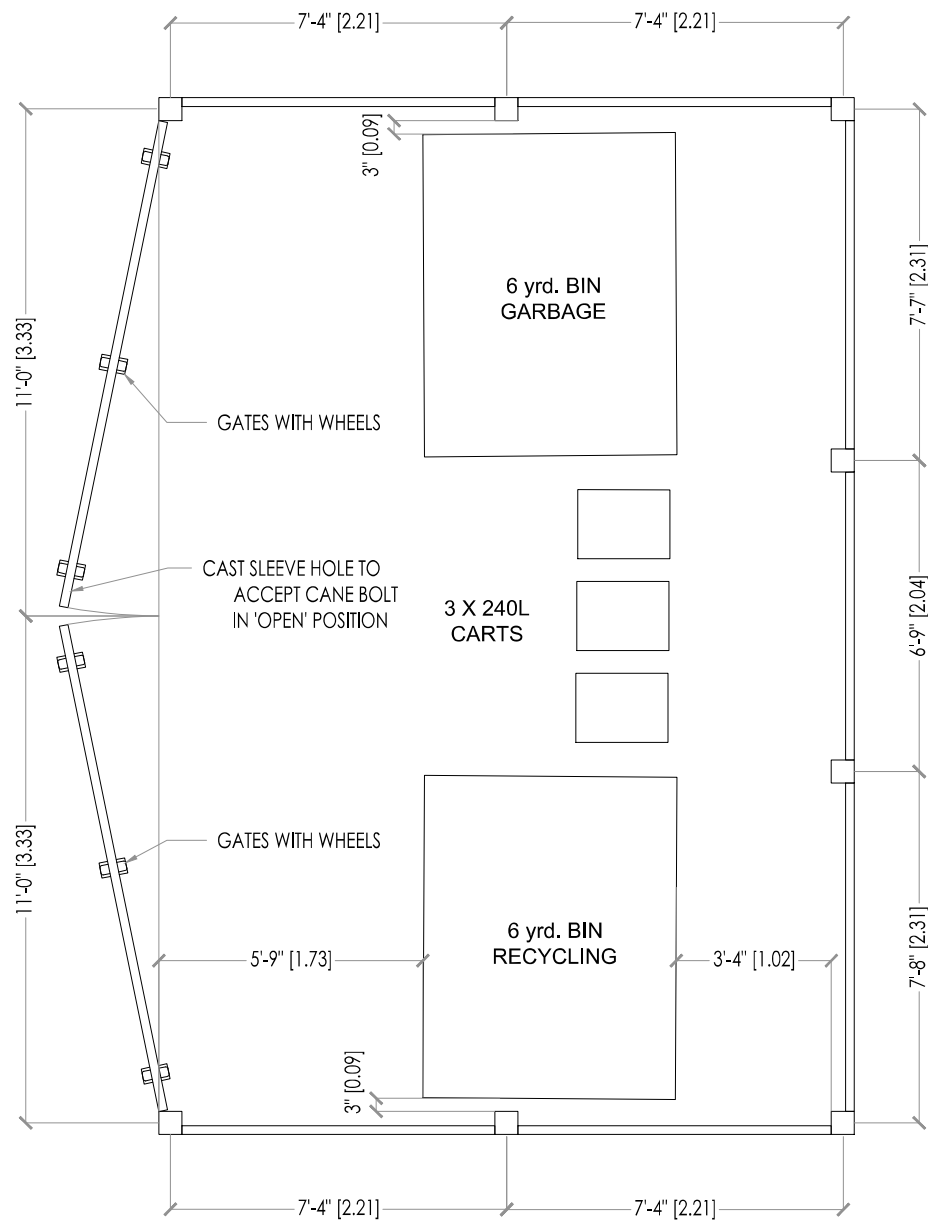 7'-4" [2.21]
7'-4" [2.21]
3" [0.09]
11'-0" [3.33]
7'-7" [2.31]
6 yrd. BIN
GARBAGE
GATES WITH WHEELS
CAST SLEEVE HOLE TO
ACCEPT CANE BOLT
IN 'OPEN' POSITION
3 X 240L
CARTS
6'-9" [2.04]
GATES WITH WHEELS
11'-0" [3.33]
6 yrd. BIN
RECYCLING
5'-9" [1.73]
3'-4" [1.02]
7'-8" [2.31]
3" [0.09]
7'-4" [2.21]
7'-4" [2.21]